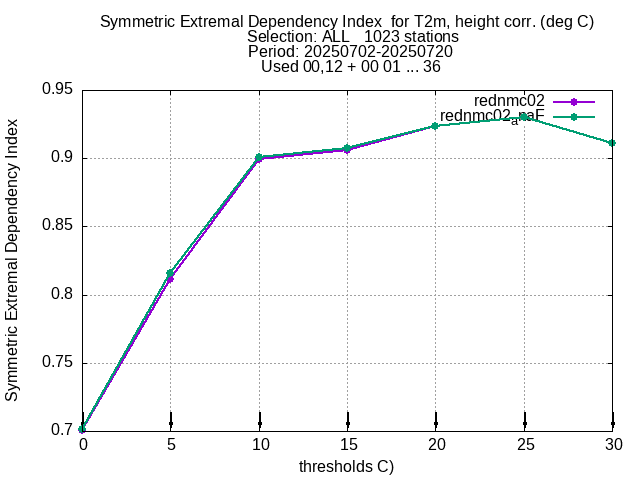 Symmetric Extremal Dependency Index  for T2m, height corr. (deg C)
Selection: ALL   1023 stations
Period: 20250702-20250720
Used 00,12 + 00 01 ... 36
Symmetric Extremal Dependency Index
0.95
0.9
0.85
0.8
0.75
0.7
rednmc02
0 5 10 15 20 25 30
thresholds C)